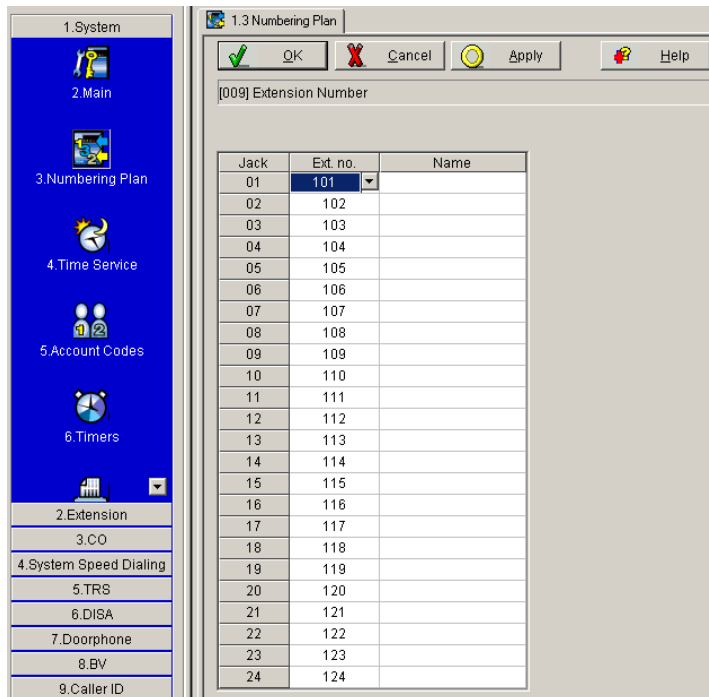 1.System
2.Main
3.Numbering Plan
4.Time Service
5.Account Codes
6.Timers
2.Extension
3.CO
4.System Speed Dialing
5.TRS
6.DISA
7.Doorphone
8.BV
9.Caller ID
1.3 Numbering Plan
OK Cancel Apply Help
[009] Extension Number
Jack Ext. no. Name
01 101
02 102
03 103
04 104
05 105
06 106
07 107
08 108
09 109
10 110
11 111
12 112
13 113
14 114
15 115
16 116
17 117
18 118
19 119
20 120
21 121
22 122
23 123
24 124